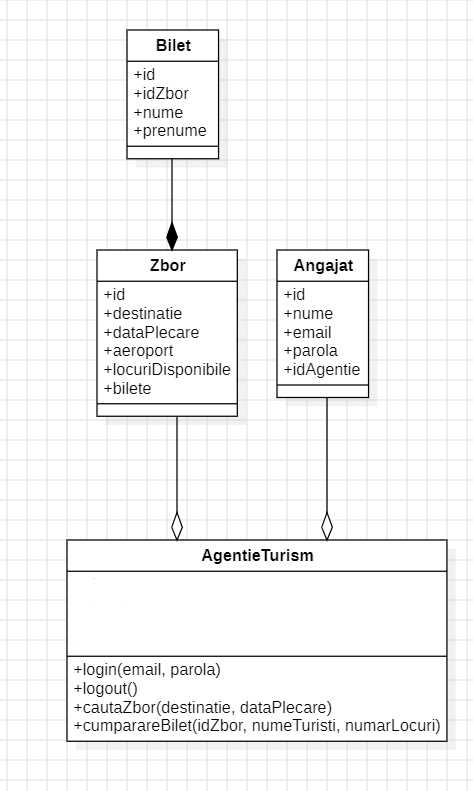 Bilet
+id
+idZbor
+nume
+prenume
Zbor
+id
+destinatie
+dataPlecare
+aeroport
+locuriDisponibile
+bilete
Angajat
+id
+nume
+email
+parola
+idAgentie
AgentieTurism
+login(email, parola)
+logout()
+cautaZbor(destinatie, dataPlecare)
+cumparareBilet(idZbor, numeTuristi, numarLocuri)